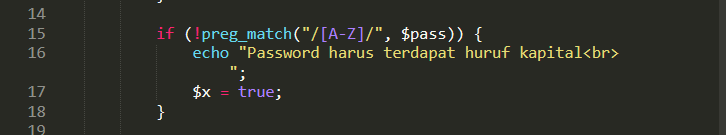 14
15 if (!preg_match("/[A-Z]/", $pass)) {
16 echo "Password harus terdapat huruf kapital<br>
";
17 $x = true;
18 }
19